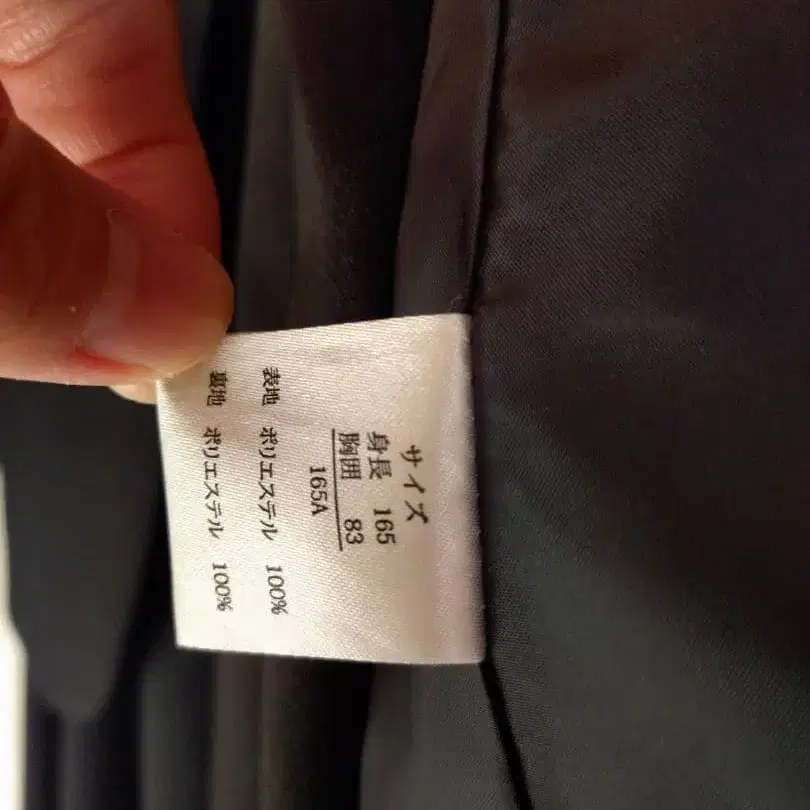 サイズ
身長 165
胸囲 83
165A
表地 ポリエステル 100%
裏地 ポリエステル 100%